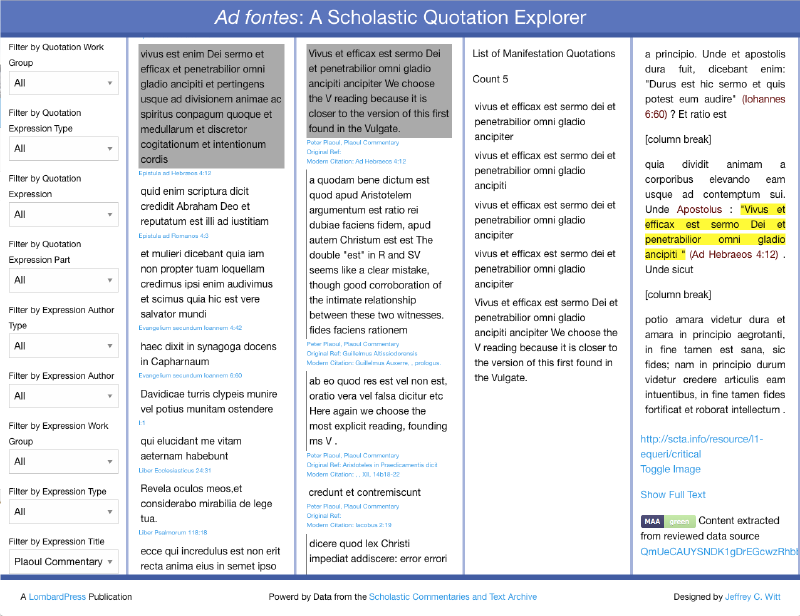 Ad fontes: A Scholastic Quotation Explorer
Filter by Quotation Work
Group
All
Filter by Quotation
Expression Type
All
Filter by Quotation
Expression
All
Filter by Quotation
Expression Part
All
Filter by Expression Author
Type
All
Filter by Expression Author
All
Filter by Expression Work
Group
All
Filter by Expression Type
All
Filter by Expression Title
Plaoul Commentary
vivus est enim Dei sermo et
efficax et penetrabilior omni
gladio ancipiti et pertingens
usque ad divisionem animae ac
spiritus conpagum quoque et
medullarum et discretor
cogitationum et intentionum
cordis
Epistula ad Hebraeos 4:12
quid enim scriptura dicit
credidit Abraham Deo et
reputatum est illi ad iustitiam
Epistula ad Romanos 4:3
et mulieri dicebant quia iam
non propter tuam loquellam
credimus ipsi enim audivimus
et scimus quia hic est vere
salvator mundi
Evangelium secundum Ioannem 4:42
haec dixit in synagoga docens
in Capharnaum
Evangelium secundum Ioannem 6:60
Davidicae turris clypeis munire
vel potius munitam ostendere
I:1
qui elucidant me vitam
aeternam habebunt
Liber Ecclesiasticus 24:31
Revela oculos meos,et
considerabo mirabilia de lege
tua.
Liber Psalmorum 118:18
ecce qui incredulus est non erit
recta anima eius in semet ipso
Vivus et efficax est sermo Dei
et penetrabilior omni gladio
ancipiti ancipiter We choose
the V reading because it is
closer to the version of this first
found in the Vulgate.
Peter Plaoul, Plaoul Commentary
Original Ref:
Modern Citation: Ad Hebraeos 4:12
a quodam bene dictum est
quod apud Aristotelem
argumentum est ratio rei
dubiae faciens fidem, apud
autem Christum est est The
double "est" in R and SV
seems like a clear mistake,
though good corroboration of
the intimate relationship
between these two witnesses.
fides faciens rationem
Peter Plaoul, Plaoul Commentary
Original Ref: Guillelmus Altissiodorensis
Modern Citation: Guillelmus Auxerre, , prologus.
ab eo quod res est vel non est,
oratio vera vel falsa dicitur etc
Here again we choose the
most explicit reading, founding
ms V .
Peter Plaoul, Plaoul Commentary
Original Ref: Aristoteles in Praedicamentis dicit
Modern Citation: ... XII, 14b18-22
credunt et contremiscunt
Peter Plaoul, Plaoul Commentary
Original Ref:
Modern Citation: Iacobus 2:19
dicere quod lex Christi
impediat addiscere: error errori
List of Manifestation Quotations
Count 5
vivus et efficax est sermo dei et
penetrabilior omni gladio
ancipiter
vivus et efficax est sermo dei et
penetrabilior omni gladio
ancipiti
vivus et efficax est sermo dei et
penetrabilior omni gladio
ancipiter
vivus et efficax est sermo dei et
penetrabilior omni gladio
ancipiter
Vivus et efficax est sermo Dei et
penetrabilior omni gladio
ancipiti ancipiter We choose the
V reading because it is closer to
the version of this first found in
the Vulgate.
a principio. Unde et apostolis
dura fuit, dicebant enim:
"Durus est hic sermo et quis
potest eum audire" (Iohannes
6:60) ? Et ratio est
[column break]
quia dividit animam a
corporibus elevando eam
usque ad contemptum sui.
Unde Apostolus : "Vivus et
efficax est sermo Dei et
penetrabilior omni gladio
ancipiti " (Ad Hebraeos 4:12) .
Unde sicut
[column break]
potio amara videtur dura et
amara in principio aegrotanti,
in fine tamen est sana, sic
fides; nam in principio durum
videtur credere articulis eam
intuentibus, in fine tamen fides
fortificat et roborat intellectum .
http://scta.info/resource/l1-
equeri/critical
Toggle Image
Show Full Text
MAA green Content extracted
from reviewed data source
QmUeCAUYSNDK1gDrEGcwzRhb
A LombardPress Publication
Powerd by Data from the Scholastic Commentaries and Text Archive
Designed by Jeffrey C. Witt